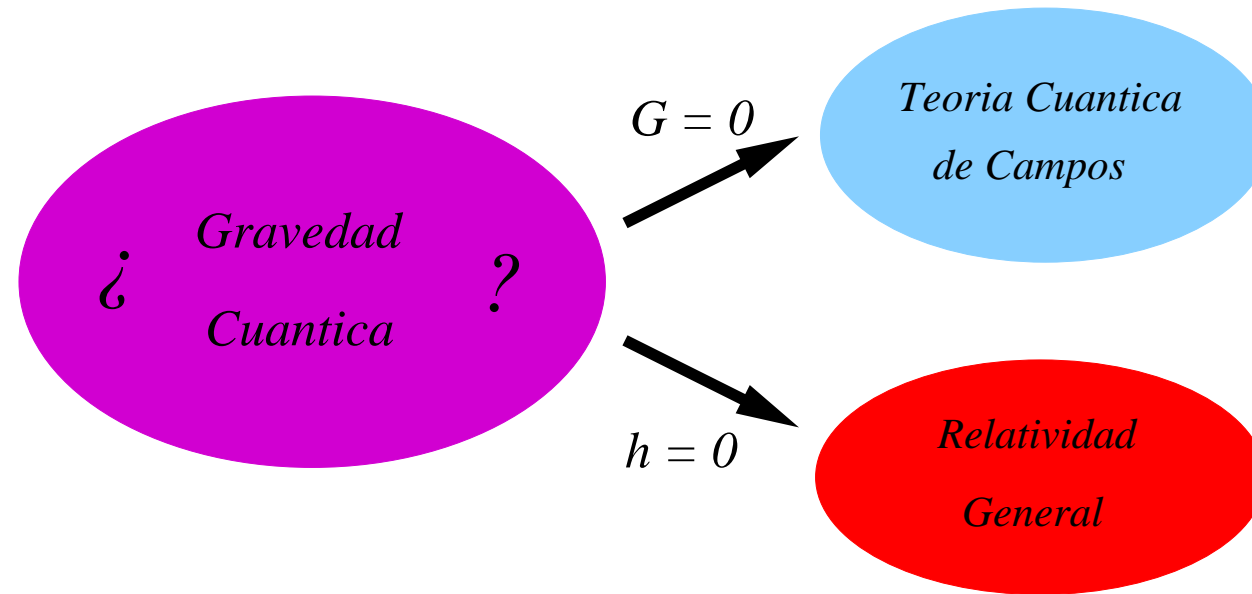 ¿ Gravedad ?
Cuantica
G = 0
Teoria Cuantica
de Campos
h = 0
Relatividad
General